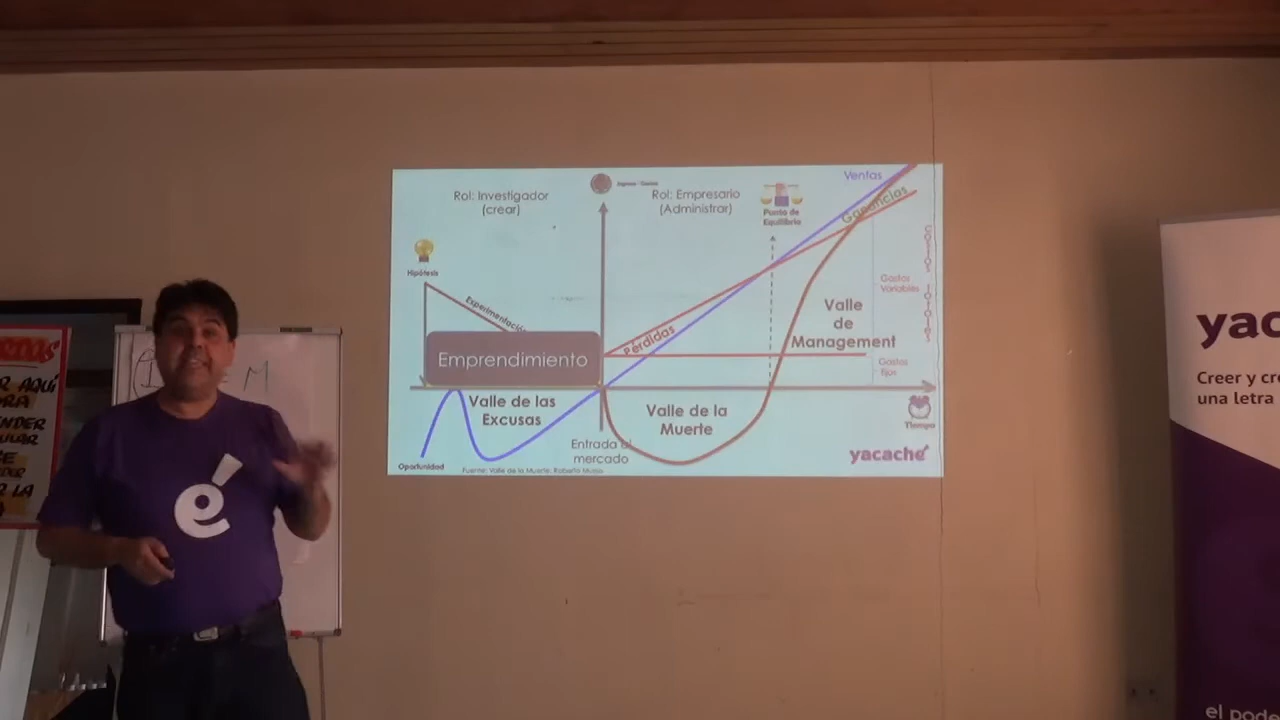 Rol: Investigador
(crear)
Rol: Empresario
(Administrar)
Ventas
Ganancias
Punto de
Equilibrio
Hipótesis
Experimentación
Emprendimiento
Pérdidas
Valle
de
Management
Gastos
Variables
Gastos
Fijos
Valle de las
Excusas
Valle de la
Muerte
Entrada al
mercado
Tiempo
Oportunidad
yacaché
é
M
R AQUÍ
yac
Creer y cre
una letra
el pode